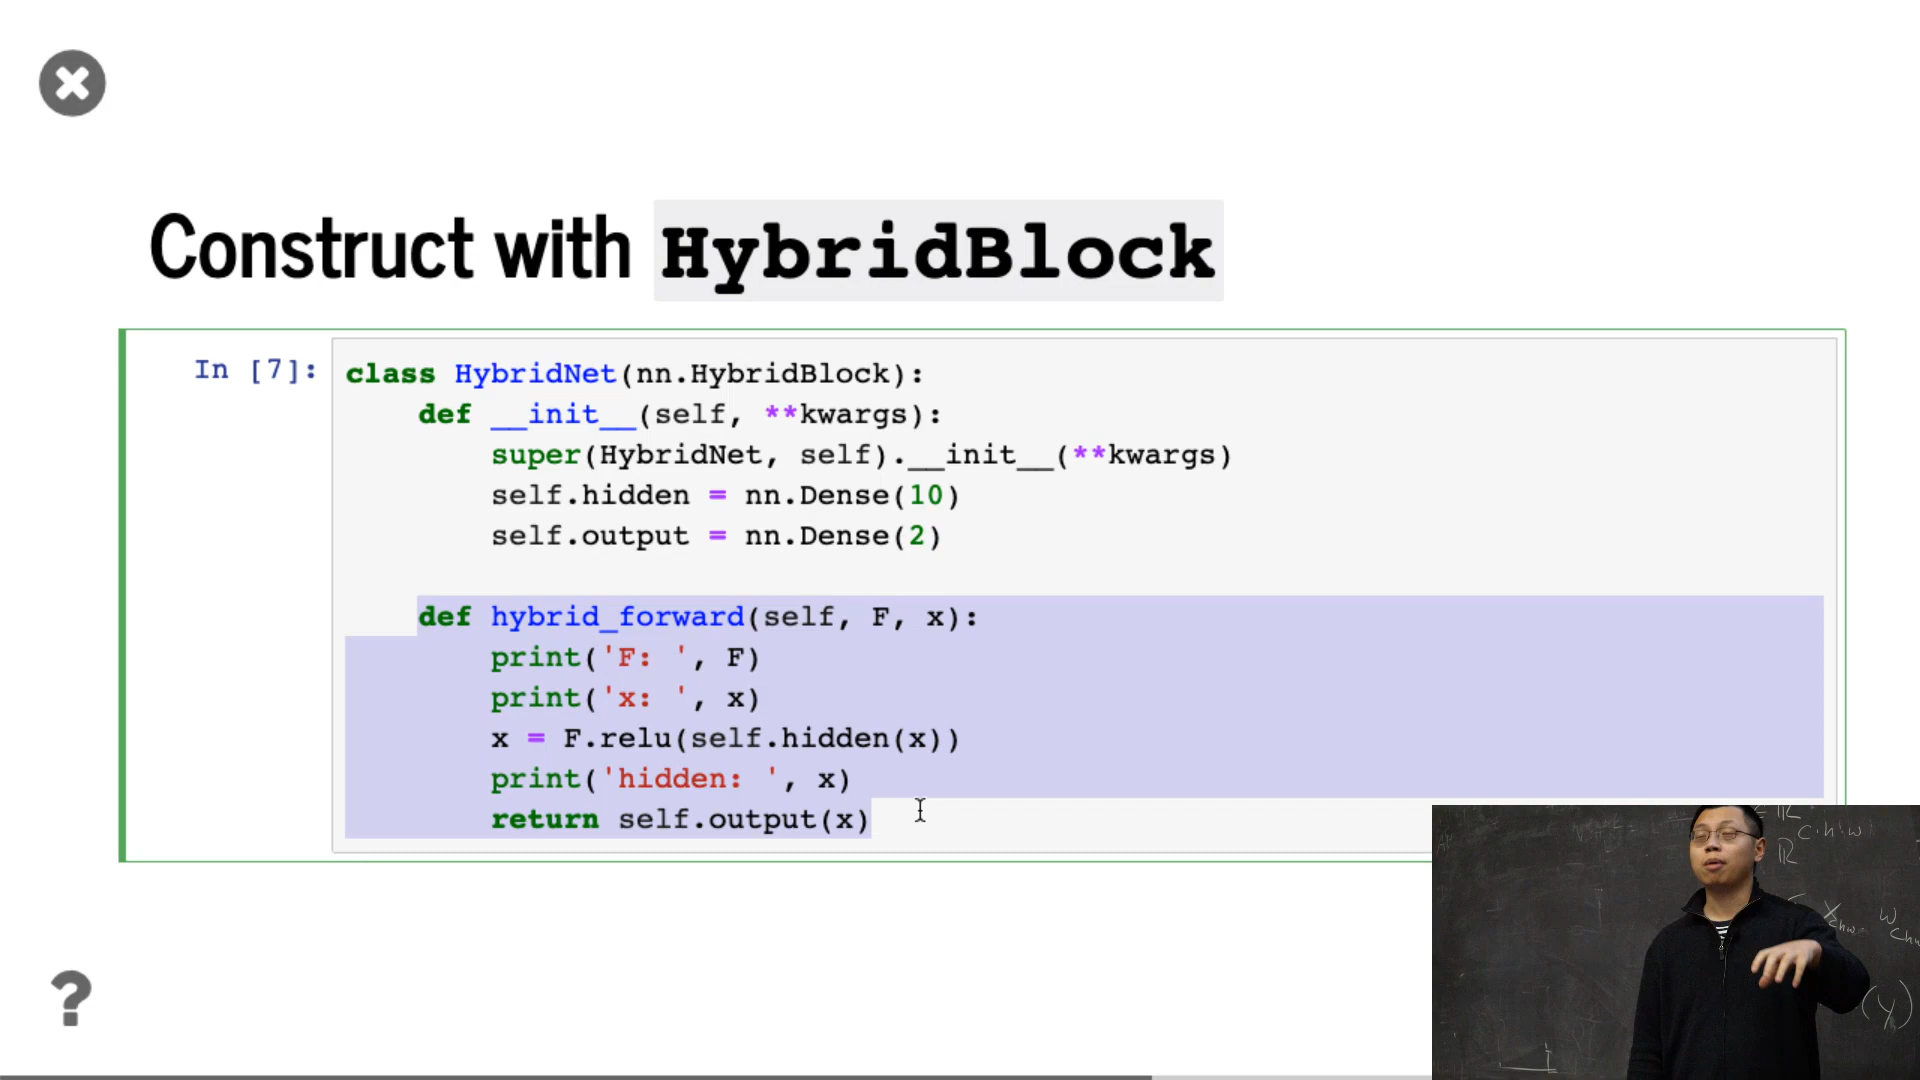 Construct with HybridBlock
In [7]:
class HybridNet(nn.HybridBlock):
    def __init__(self, **kwargs):
        super(HybridNet, self).__init__(**kwargs)
        self.hidden = nn.Dense(10)
        self.output = nn.Dense(2)
    def hybrid_forward(self, F, x):
        print('F: ', F)
        print('x: ', x)
        x = F.relu(self.hidden(x))
        print('hidden: ', x)
        return self.output(x)
?